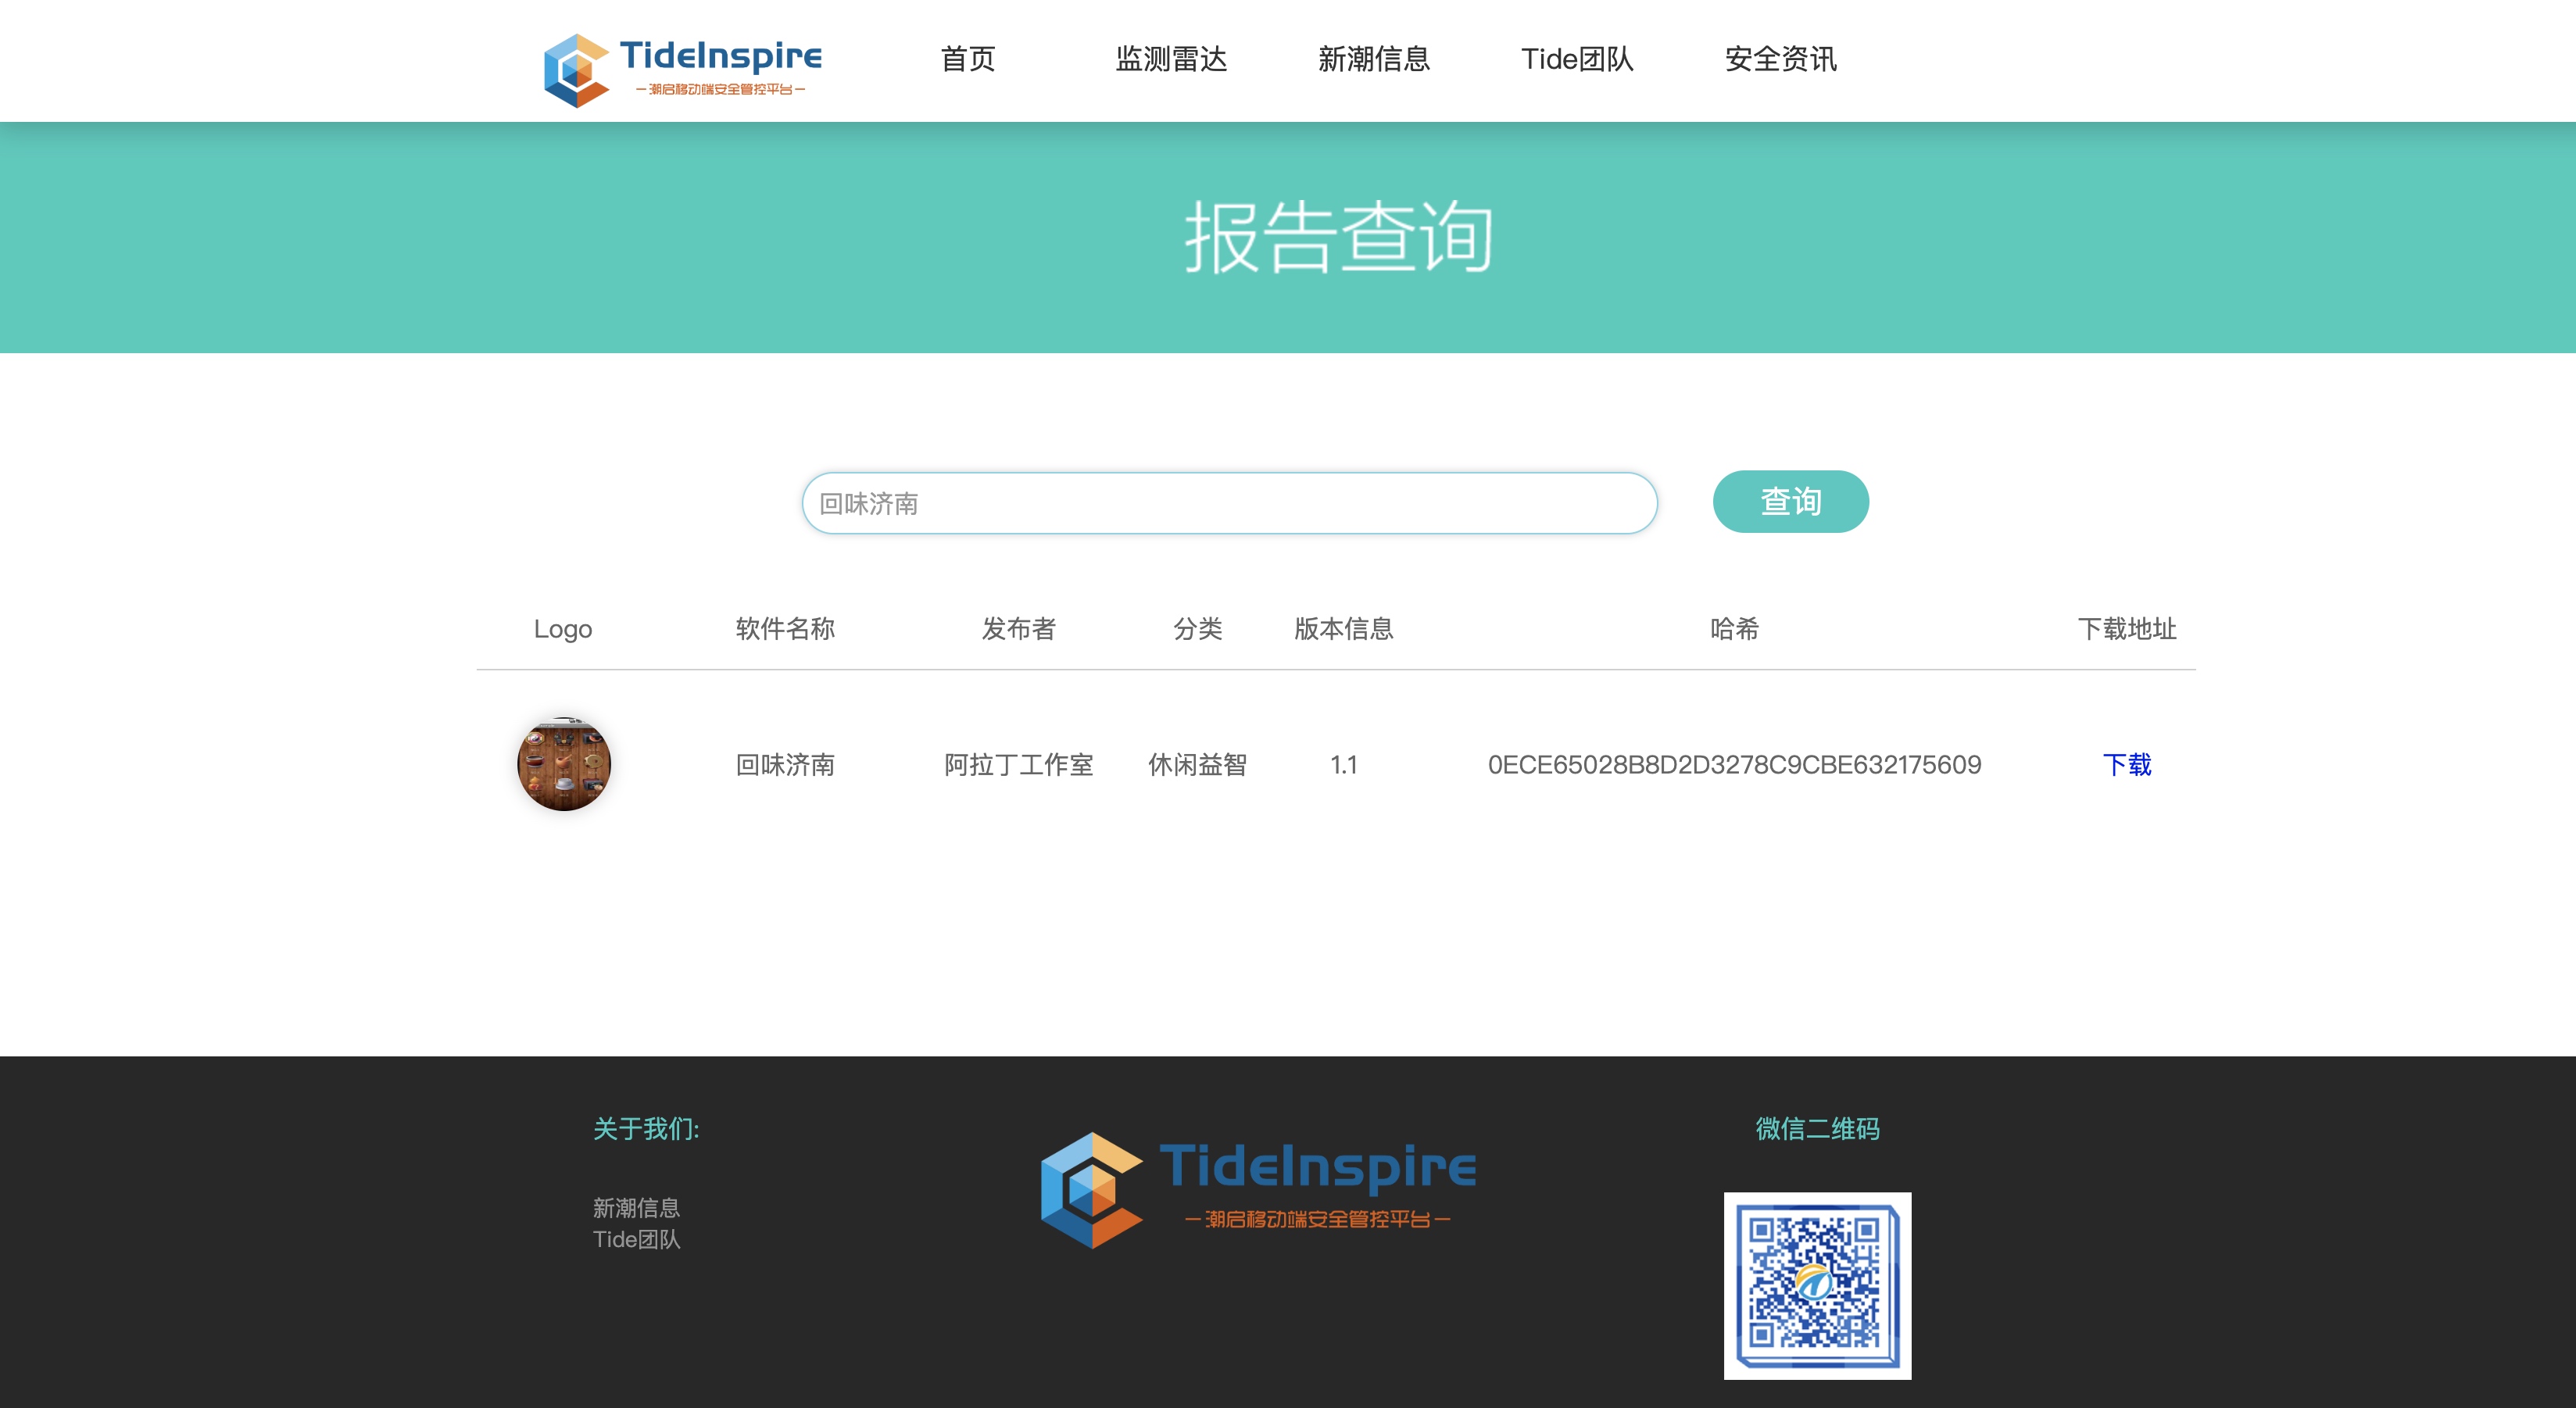 TideInspire
潮启移动端安全管控平台
首页 监测雷达 新潮信息 Tide团队 安全资讯
报告查询
回味济南 查询
Logo 软件名称 发布者 分类 版本信息 哈希 下载地址
回味济南 阿拉丁工作室 休闲益智 1.1 0ECE65028B8D2D3278C9CBE632175609 下载
关于我们:
新潮信息
Tide团队
TideInspire
潮启移动端安全管控平台
微信二维码